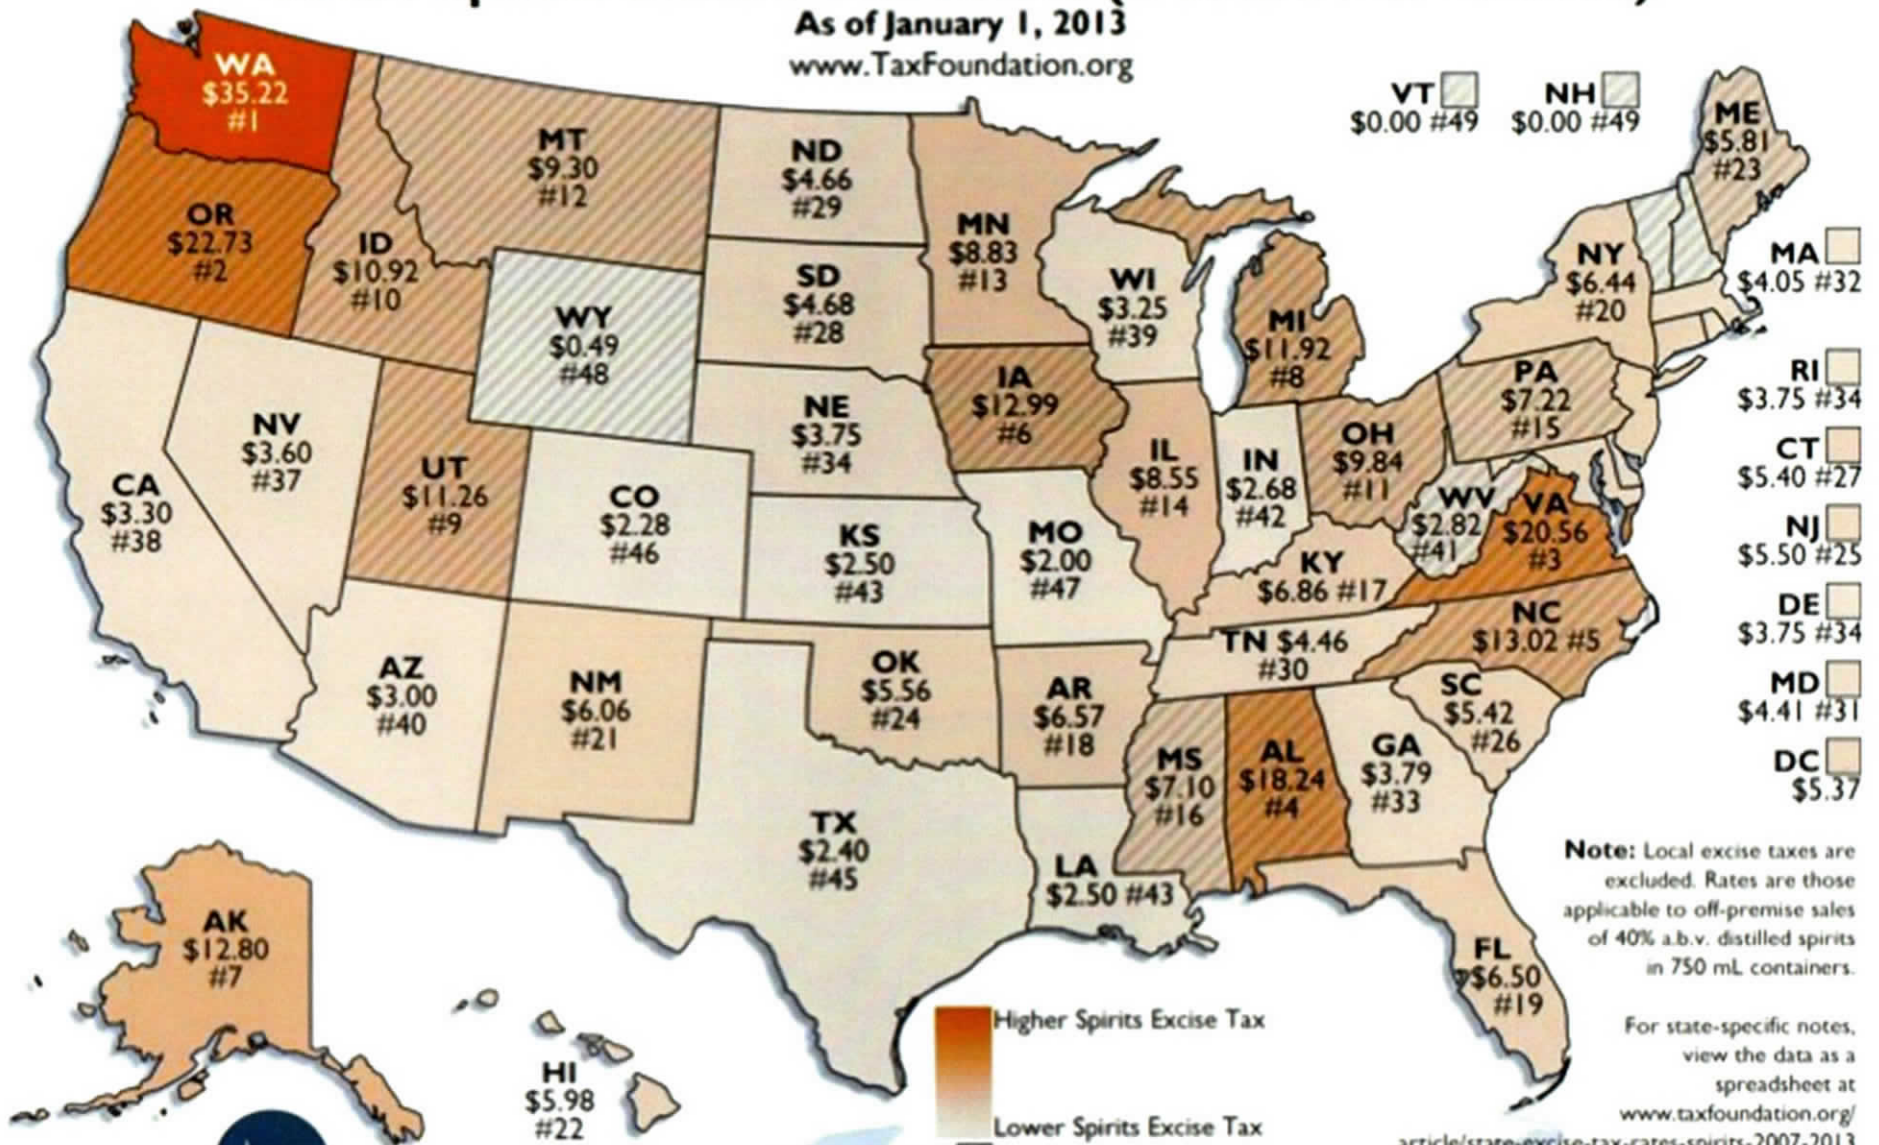 As of January 1, 2013
www.TaxFoundation.org
WA
$35.22
#1
MT
$9.30
#12
ND
$4.66
#29
VT
$0.00 #49
NH
$0.00 #49
ME
$5.81
#23
OR
$22.73
#2
ID
$10.92
#10
MN
$8.83
#13
WI
$3.25
#39
NY
$6.44
#20
MA
$4.05 #32
SD
$4.68
#28
WY
$0.49
#48
MI
$11.92
#8
IA
$12.99
#6
PA
$7.22
#15
RI
$3.75 #34
NV
$3.60
#37
NE
$3.75
#34
UT
$11.26
#9
IL
$8.55
#14
IN
$2.68
#42
OH
$9.84
#11
CT
$5.40 #27
CA
$3.30
#38
CO
$2.28
#46
KS
$2.50
#43
MO
$2.00
#47
WV
$2.82
#41
VA
$20.56
#3
NJ
$5.50 #25
KY
$6.86 #17
DE
$3.75 #34
NC
$13.02 #5
TN $4.46
#30
AZ
$3.00
#40
NM
$6.06
#21
OK
$5.56
#24
AR
$6.57
#18
SC
$5.42
#26
MD
$4.41 #31
MS
$7.10
#16
AL
$18.24
#4
GA
$3.79
#33
DC
$5.37
TX
$2.40
#45
LA
$2.50 #43
Note: Local excise taxes are
excluded. Rates are those
applicable to off-premise sales
of 40% a.b.v. distilled spirits
in 750 mL containers.
AK
$12.80
#7
FL
$6.50
#19
HI
$5.98
#22
Higher Spirits Excise Tax
Lower Spirits Excise Tax
For state-specific notes,
view the data as a
spreadsheet at
www.taxfoundation.org/
article/state-excise-tax-rates-spirits-2007-2013